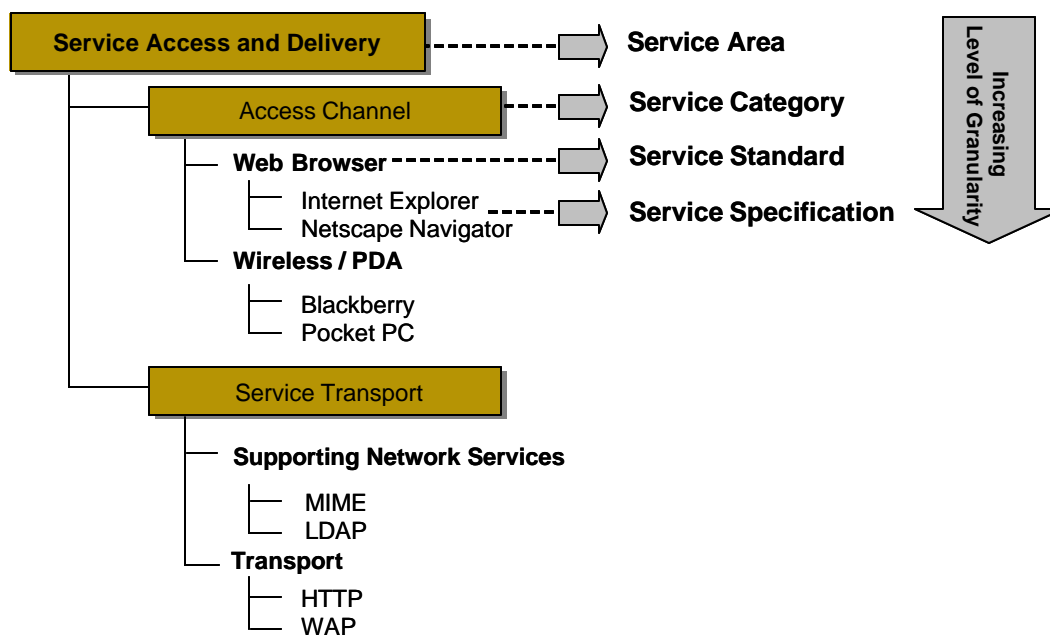 Service Access and Delivery
Service Area
Access Channel
Service Category
Web Browser
Service Standard
Internet Explorer
Netscape Navigator
Service Specification
Wireless / PDA
Blackberry
Pocket PC
Service Transport
Supporting Network Services
MIME
LDAP
Transport
HTTP
WAP
Increasing
Level of Granularity